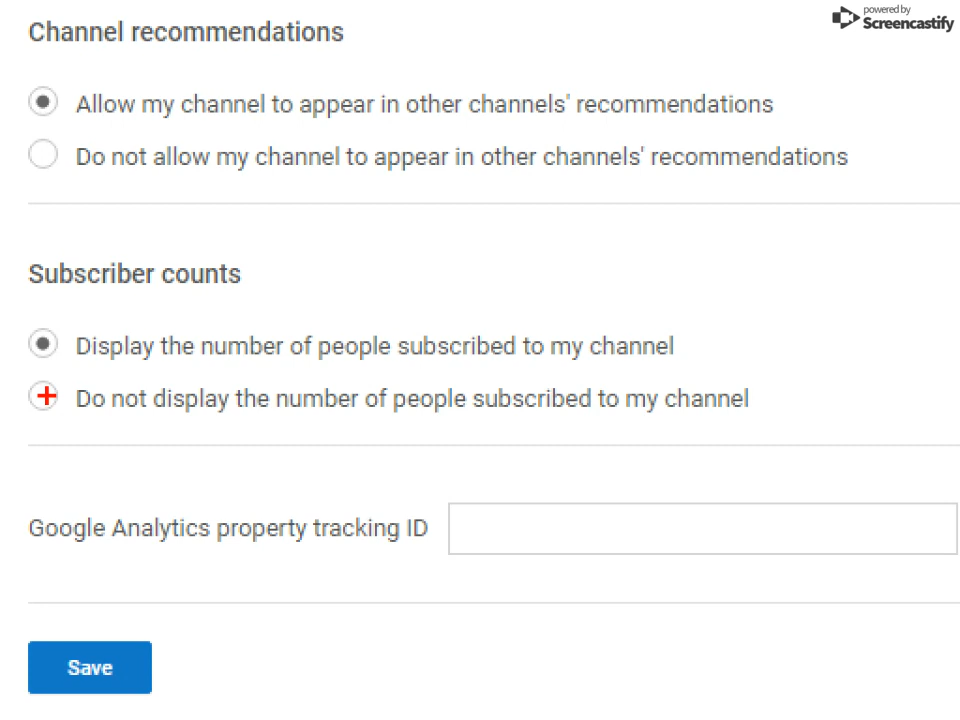 Channel recommendations
powered by
Screencastify
Allow my channel to appear in other channels' recommendations
Do not allow my channel to appear in other channels' recommendations
Subscriber counts
Display the number of people subscribed to my channel
Do not display the number of people subscribed to my channel
Google Analytics property tracking ID
Save